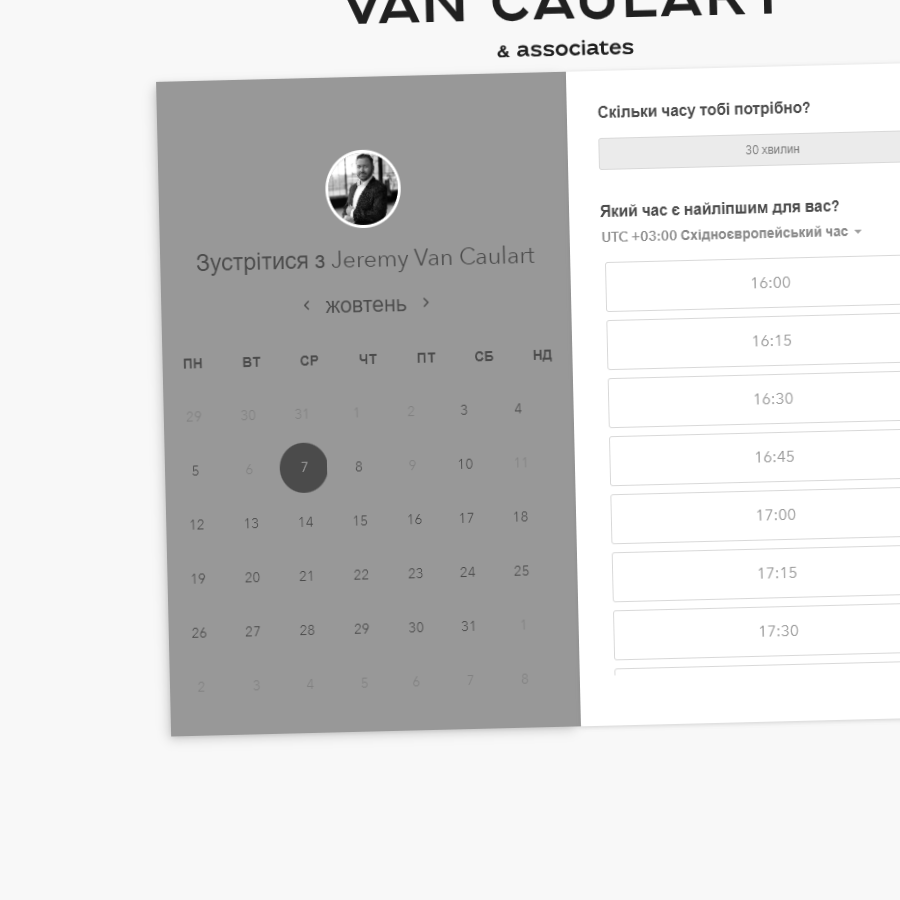 VAN CAULART
& associates
Зустрітися з Jeremy Van Caulart
жовтень
ПН ВТ СР ЧТ ПТ СБ НД
29 30 31 1 2 3 4
5 6 7 8 9 10 11
12 13 14 15 16 17 18
19 20 21 22 23 24 25
26 27 28 29 30 31 1
2 3 4 5 6 7 8
Скільки часу тобі потрібно?
30 хвилин
Який час є найліпшим для вас?
UTC +03:00 Східноєвропейський час
16:00
16:15
16:30
16:45
17:00
17:15
17:30